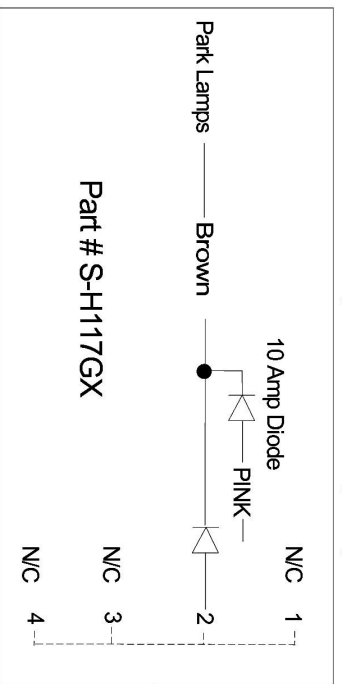 10 Amp Diode
PINK
Park Lamps
Brown
Part # S-H117GX
N/C 1
2
N/C 3
N/C 4